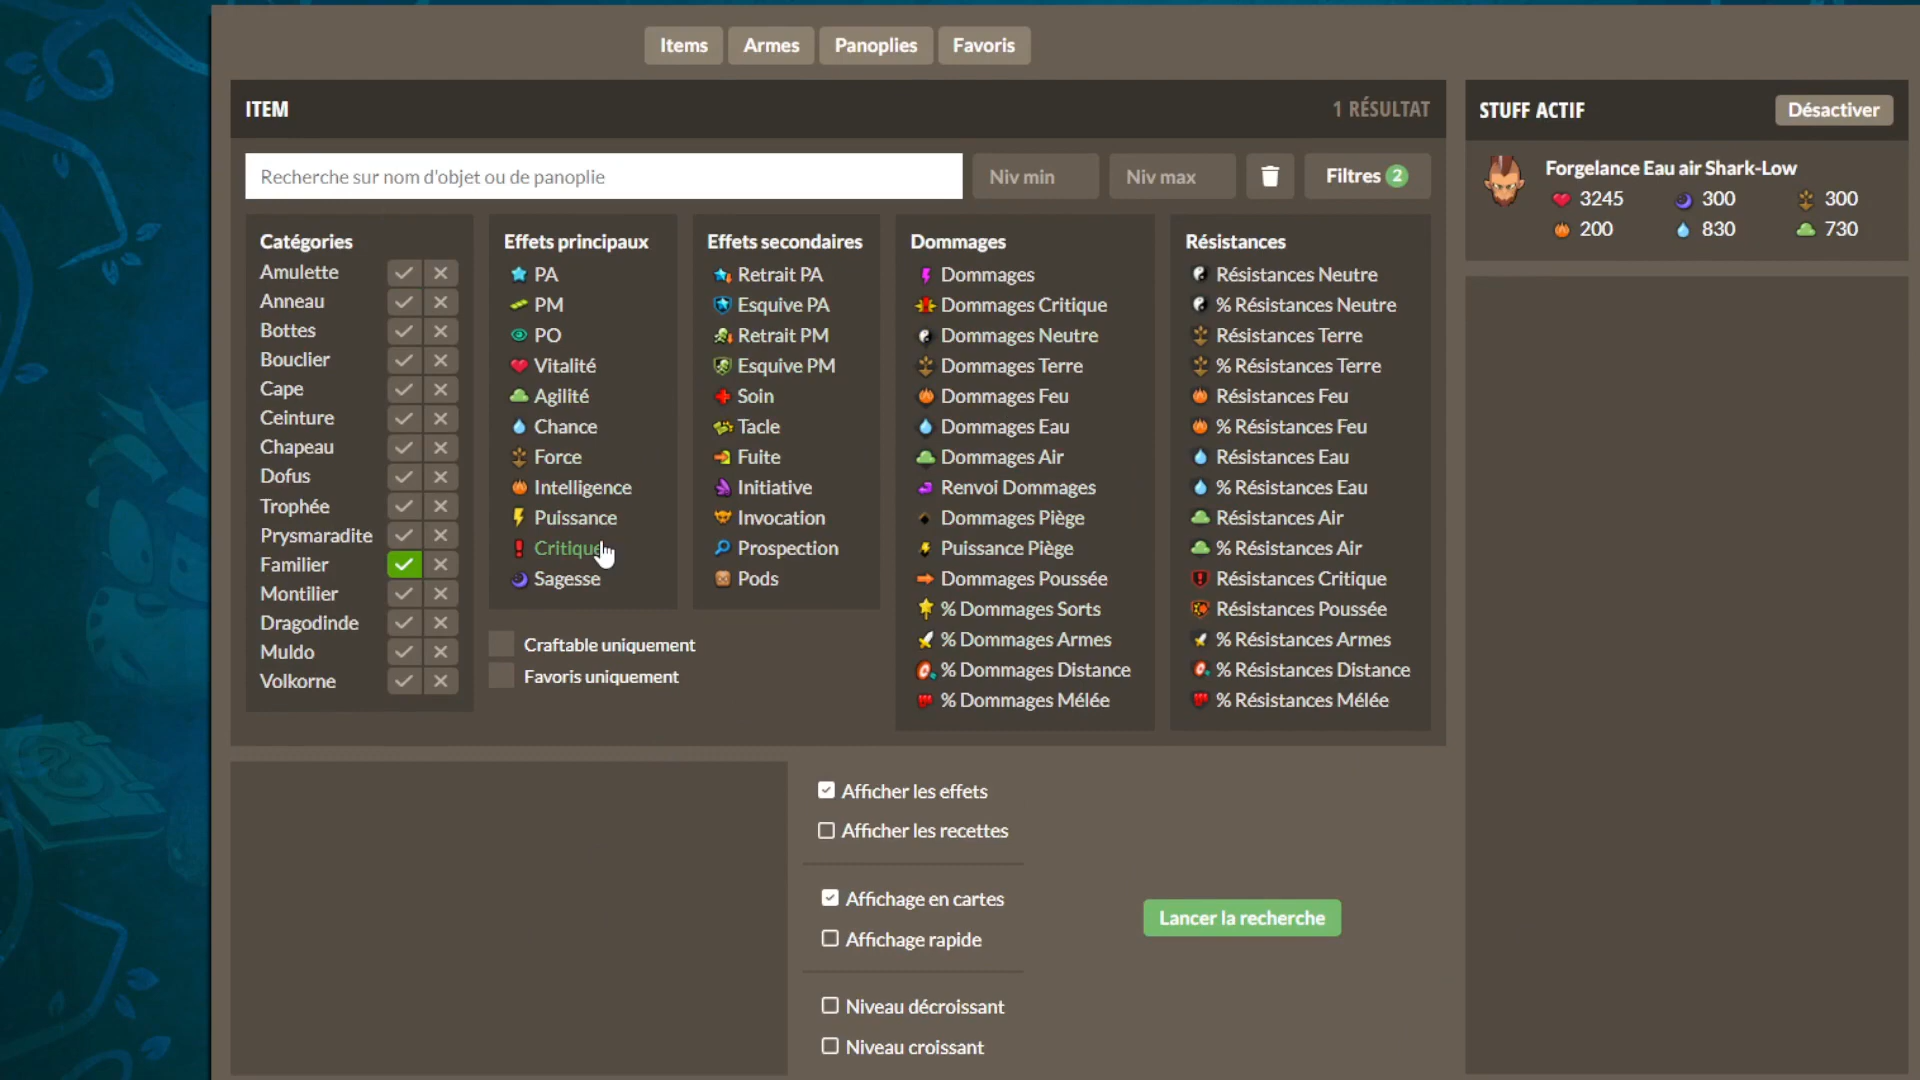 Items
Armes
Panoplies
Favoris
ITEM
1 RÉSULTAT
Recherche sur nom d'objet ou de panoplie
Niv min
Niv max
Filtres 2
Catégories
Amulette
Anneau
Bottes
Bouclier
Cape
Ceinture
Chapeau
Dofus
Trophée
Prysmaradite
Familier
Montilier
Dragodinde
Muldo
Volkorne
Effets principaux
PA
PM
PO
Vitalité
Agilité
Chance
Force
Intelligence
Puissance
Critique
Sagesse
Craftable uniquement
Favoris uniquement
Effets secondaires
Retrait PA
Esquive PA
Retrait PM
Esquive PM
Soin
Tacle
Fuite
Initiative
Invocation
Prospection
Pods
Dommages
Dommages
Dommages Critique
Dommages Neutre
Dommages Terre
Dommages Feu
Dommages Eau
Dommages Air
Renvoi Dommages
Dommages Piège
Puissance Piège
Dommages Poussée
% Dommages Sorts
% Dommages Armes
% Dommages Distance
% Dommages Mélée
Résistances
Résistances Neutre
% Résistances Neutre
Résistances Terre
% Résistances Terre
Résistances Feu
% Résistances Feu
Résistances Eau
% Résistances Eau
Résistances Air
% Résistances Air
Résistances Critique
Résistances Poussée
% Résistances Armes
% Résistances Distance
% Résistances Mélée
Afficher les effets
Afficher les recettes
Affichage en cartes
Affichage rapide
Niveau décroissant
Niveau croissant
Lancer la recherche
STUFF ACTIF
Désactiver
Forgelance Eau air Shark-Low
3245 300 300
200 830 730